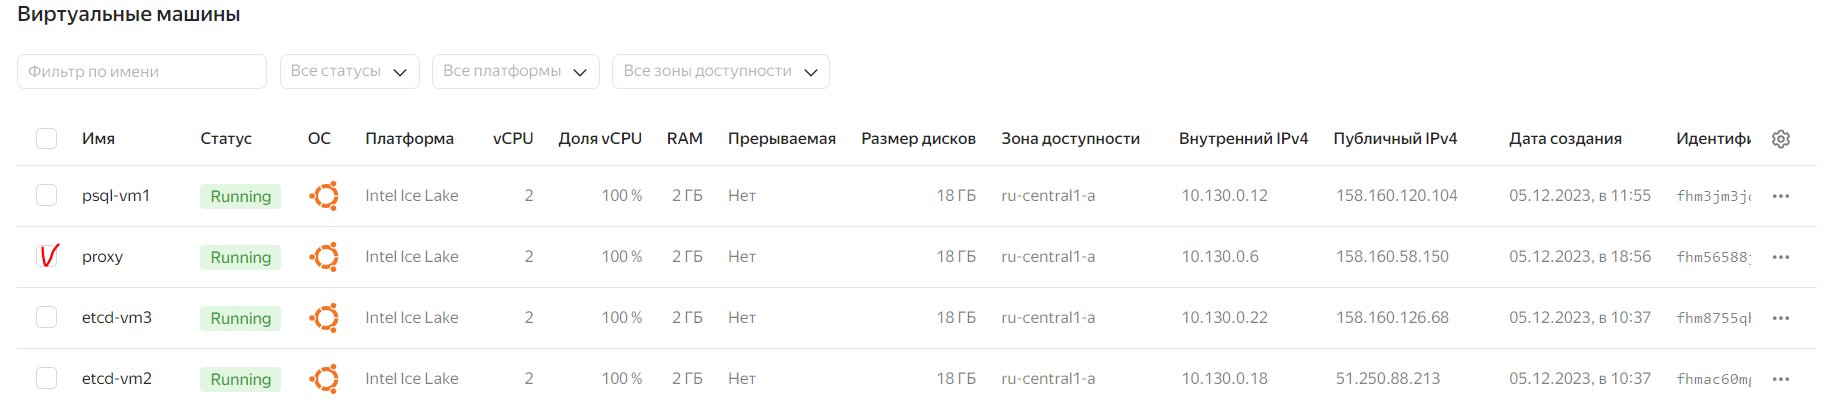 Виртуальные машины
Фильтр по имени Все статусы Все платформы Все зоны доступности
Имя Статус ОС Платформа vCPU Доля vCPU RAM Прерываемая Размер дисков Зона доступности Внутренний IPv4 Публичный IPv4 Дата создания Идентифи
psql-vm1 Running Intel Ice Lake 2 100 % 2 ГБ Нет 18 ГБ ru-central1-a 10.130.0.12 158.160.120.104 05.12.2023, в 11:55 fhm3jm3j
proxy Running Intel Ice Lake 2 100 % 2 ГБ Нет 18 ГБ ru-central1-a 10.130.0.6 158.160.58.150 05.12.2023, в 18:56 fhm56588
etcd-vm3 Running Intel Ice Lake 2 100 % 2 ГБ Нет 18 ГБ ru-central1-a 10.130.0.22 158.160.126.68 05.12.2023, в 10:37 fhm8755q
etcd-vm2 Running Intel Ice Lake 2 100 % 2 ГБ Нет 18 ГБ ru-central1-a 10.130.0.18 51.250.88.213 05.12.2023, в 10:37 fhmac60m